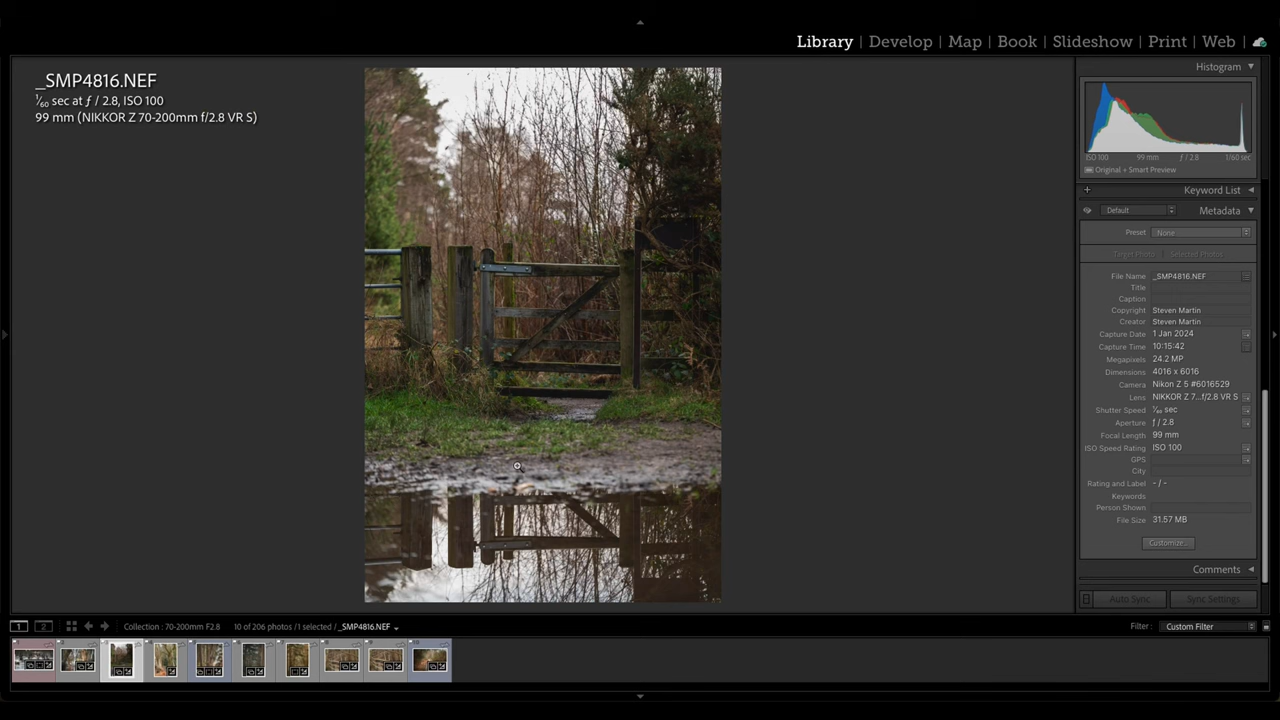 Library | Develop | Map | Book | Slideshow | Print | Web
_SMP4816.NEF
1/60 sec at ƒ / 2.8, ISO 100
99 mm (NIKKOR Z 70-200mm f/2.8 VR S)
Histogram
ISO 100 99 mm ƒ / 2.8 1/60 sec
Original + Smart Preview
Keyword List
Default Metadata
Preset None
Target Photo Selected Photos
File Name _SMP4816.NEF
Title
Caption
Copyright Steven Martin
Creator Steven Martin
Capture Date 1 Jan 2024
Capture Time 10:15:42
Megapixels 24.2 MP
Dimensions 4016 x 6016
Camera Nikon Z 5 #6016529
Lens NIKKOR Z 7...f/2.8 VR S
Shutter Speed 1/60 sec
Aperture ƒ / 2.8
Focal Length 99 mm
ISO Speed Rating ISO 100
GPS
City
Rating and Label - / -
Keywords
Person Shown
File Size 31.57 MB
Customize...
Comments
Auto Sync Sync Settings
1 2 Collection : 70-200mm F2.8 10 of 206 photos / 1 selected / _SMP4816.NEF Filter : Custom Filter